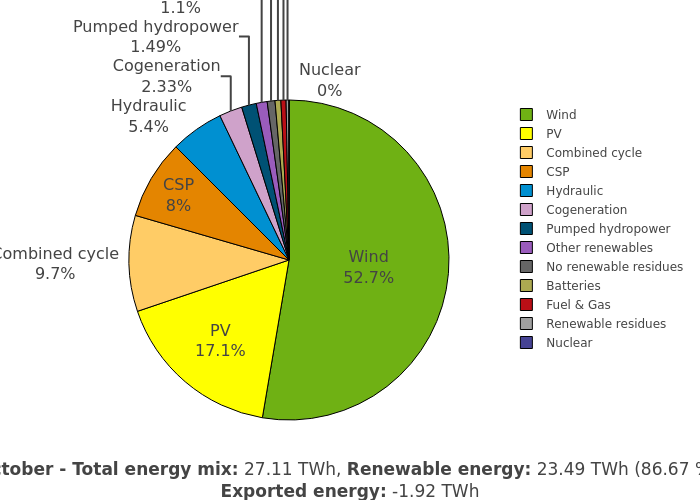 1.1%
Pumped hydropower
1.49%
Cogeneration
2.33%
Hydraulic
5.4%
Nuclear
0%
CSP
8%
Combined cycle
9.7%
Wind
52.7%
PV
17.1%
Wind
PV
Combined cycle
CSP
Hydraulic
Cogeneration
Pumped hydropower
Other renewables
No renewable residues
Batteries
Fuel & Gas
Renewable residues
Nuclear
ctober - Total energy mix: 27.11 TWh, Renewable energy: 23.49 TWh (86.67 %
Exported energy: -1.92 TWh